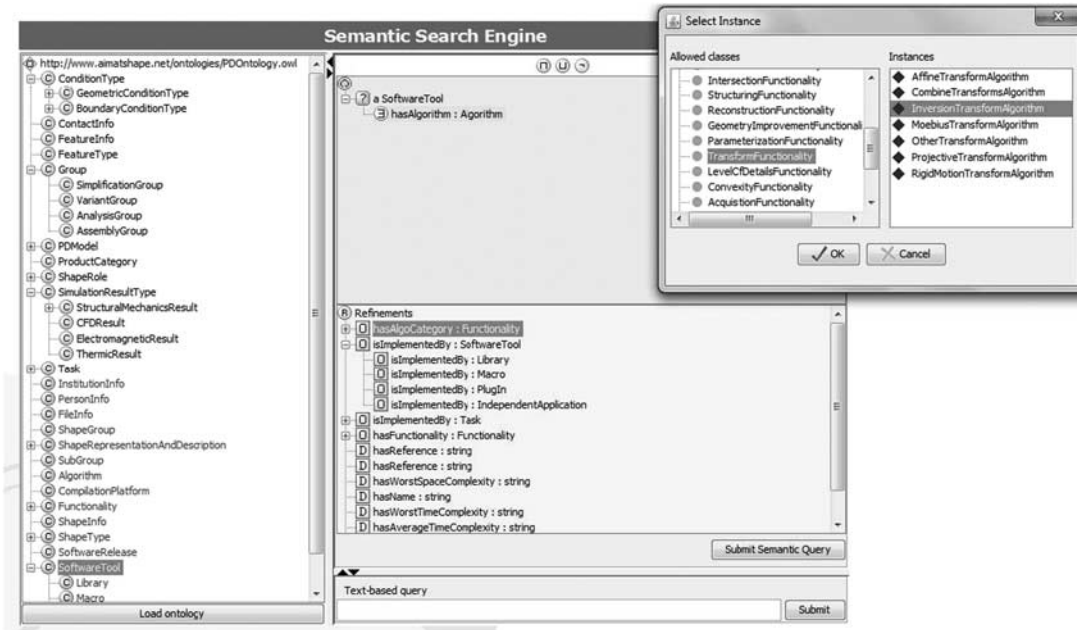 Semantic Search Engine
http://www.aimatshape.net/ontologies/PDOntology.owl
ConditionType
GeometricConditionType
BoundaryConditionType
ContactInfo
FeatureInfo
FeatureType
Group
SimplificationGroup
VariantGroup
AnalysisGroup
AssemblyGroup
PDModel
ProductCategory
ShapeRole
SimulationResultType
StructuralMechanicsResult
CFDResult
ElectromagneticResult
ThermicResult
Task
InstitutionInfo
PersonInfo
FileInfo
ShapeGroup
ShapeRepresentationAndDescription
SubGroup
Algorithm
CompilationPlatform
Functionality
ShapeInfo
ShapeType
SoftwareRelease
SoftwareTool
Library
Macro
Load ontology
a SoftwareTool
hasAlgorithm : Agorithm
Refinements
hasAlgoCategory : Functionality
isImplementedBy : SoftwareTool
isImplementedBy : Library
isImplementedBy : Macro
isImplementedBy : PlugIn
isImplementedBy : IndependentApplication
isImplementedBy : Task
hasFunctionality : Functionality
hasReference : string
hasReference : string
hasWorstSpaceComplexity : string
hasName : string
hasWorstTimeComplexity : string
hasAverageTimeComplexity : string
Submit Semantic Query
Text-based query
Submit
Select Instance
Allowed classes
IntersectionFunctionality
StructuringFunctionality
ReconstructionFunctionality
GeometryImprovementFunctionali
ParameterizationFunctionality
TransformFunctionality
LevelCfDetailsFunctionality
ConvexityFunctionality
AcquistionFunctionality
Instances
AffineTransformAlgorithm
CombineTransformsAlgorithm
InversionTransformAlgorithm
MoebiusTransformAlgorithm
OtherTransformAlgorithm
ProjectiveTransformAlgorithm
RigidMotionTransformAlgorithm
OK
Cancel